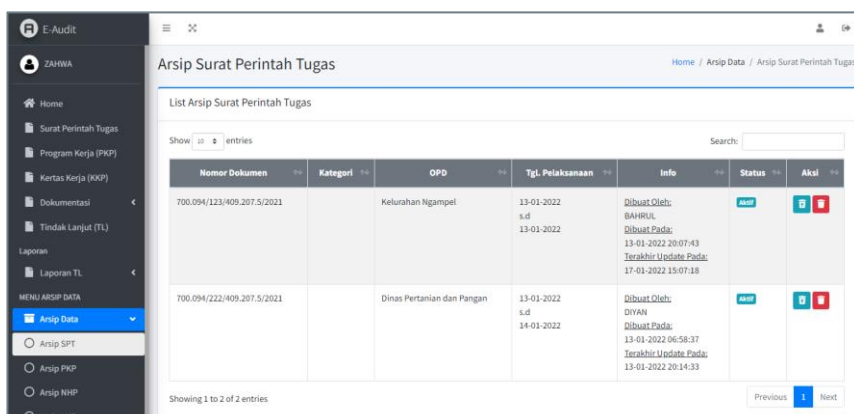 E-Audit
ZAHWA
Home
Surat Perintah Tugas
Program Kerja (PKP)
Kertas Kerja (KKP)
Dokumentasi
Tindak Lanjut (TL)
Laporan
Laporan TL
MENU ARSIP DATA
Arsip Data
Arsip SPT
Arsip PKP
Arsip NHP
Arsip Surat Perintah Tugas
Home / Arsip Data / Arsip Surat Perintah Tugas
List Arsip Surat Perintah Tugas
Show 10 entries
Search:
Nomor Dokumen Kategori OPD Tgl. Pelaksanaan Info Status Aksi
700.094/123/409.207.5/2021 Kelurahan Ngampel 13-01-2022 Dibuat Oleh: Aktif
s.d BAHRUL
13-01-2022 Dibuat Pada:
13-01-2022 20:07:43
Terakhir Update Pada:
17-01-2022 15:07:18
700.094/222/409.207.5/2021 Dinas Pertanian dan Pangan 13-01-2022 Dibuat Oleh: Aktif
s.d DIYAN
14-01-2022 Dibuat Pada:
13-01-2022 06:58:37
Terakhir Update Pada:
13-01-2022 20:14:33
Showing 1 to 2 of 2 entries
Previous 1 Next